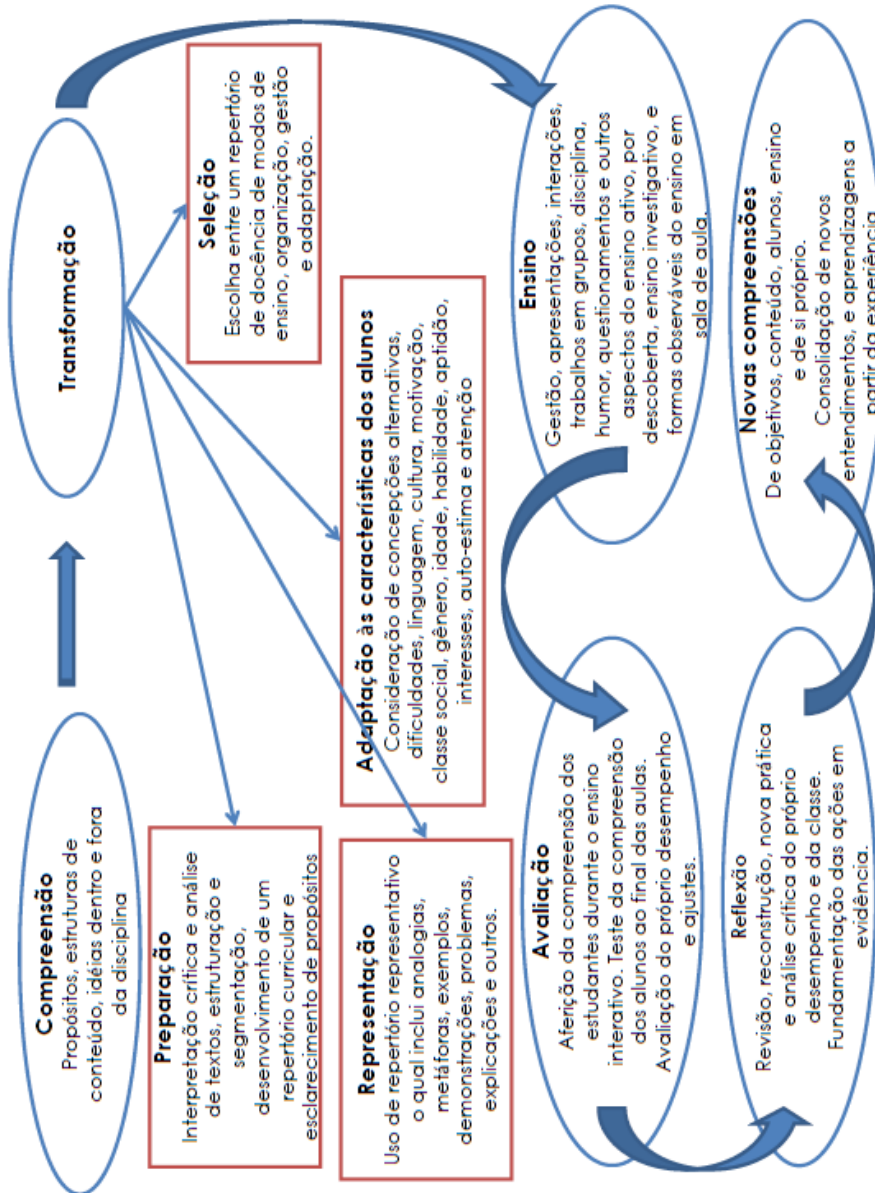 Compreensão
Propósitos, estruturas de
conteúdo, idéias dentro e fora
da disciplina
Transformação
Preparação
Interpretação crítica e análise
de textos, estruturação e
segmentação,
desenvolvimento de um
repertório curricular e
esclarecimento de propósitos
Seleção
Escolha entre um repertório
de docência de modos de
ensino, organização, gestão
e adaptação.
Representação
Uso de repertório representativo
o qual inclui analogias,
metáforas, exemplos,
demonstrações, problemas,
explicações e outros.
Adaptação às características dos alunos
Consideração de concepções alternativas,
dificuldades, linguagem, cultura, motivação,
classe social, gênero, idade, habilidade, aptidão,
interesses, auto-estima e atenção
Avaliação
Aferição da compreensão dos
estudantes durante o ensino
interativo. Teste da compreensão
dos alunos ao final das aulas.
Avaliação do próprio desempenho
e ajustes.
Ensino
Gestão, apresentações, interações,
trabalhos em grupos, disciplina,
humor, questionamentos e outros
aspectos do ensino ativo, por
descoberta, ensino investigativo, e
formas observáveis do ensino em
sala de aula.
Reflexão
Revisão, reconstrução, nova prática
e análise crítica do próprio
desempenho e da classe.
Fundamentação das ações em
evidência.
Novas compreensões
De objetivos, conteúdo, alunos, ensino
e de si próprio.
Consolidação de novos
entendimentos, e aprendizagens a
partir da experiência